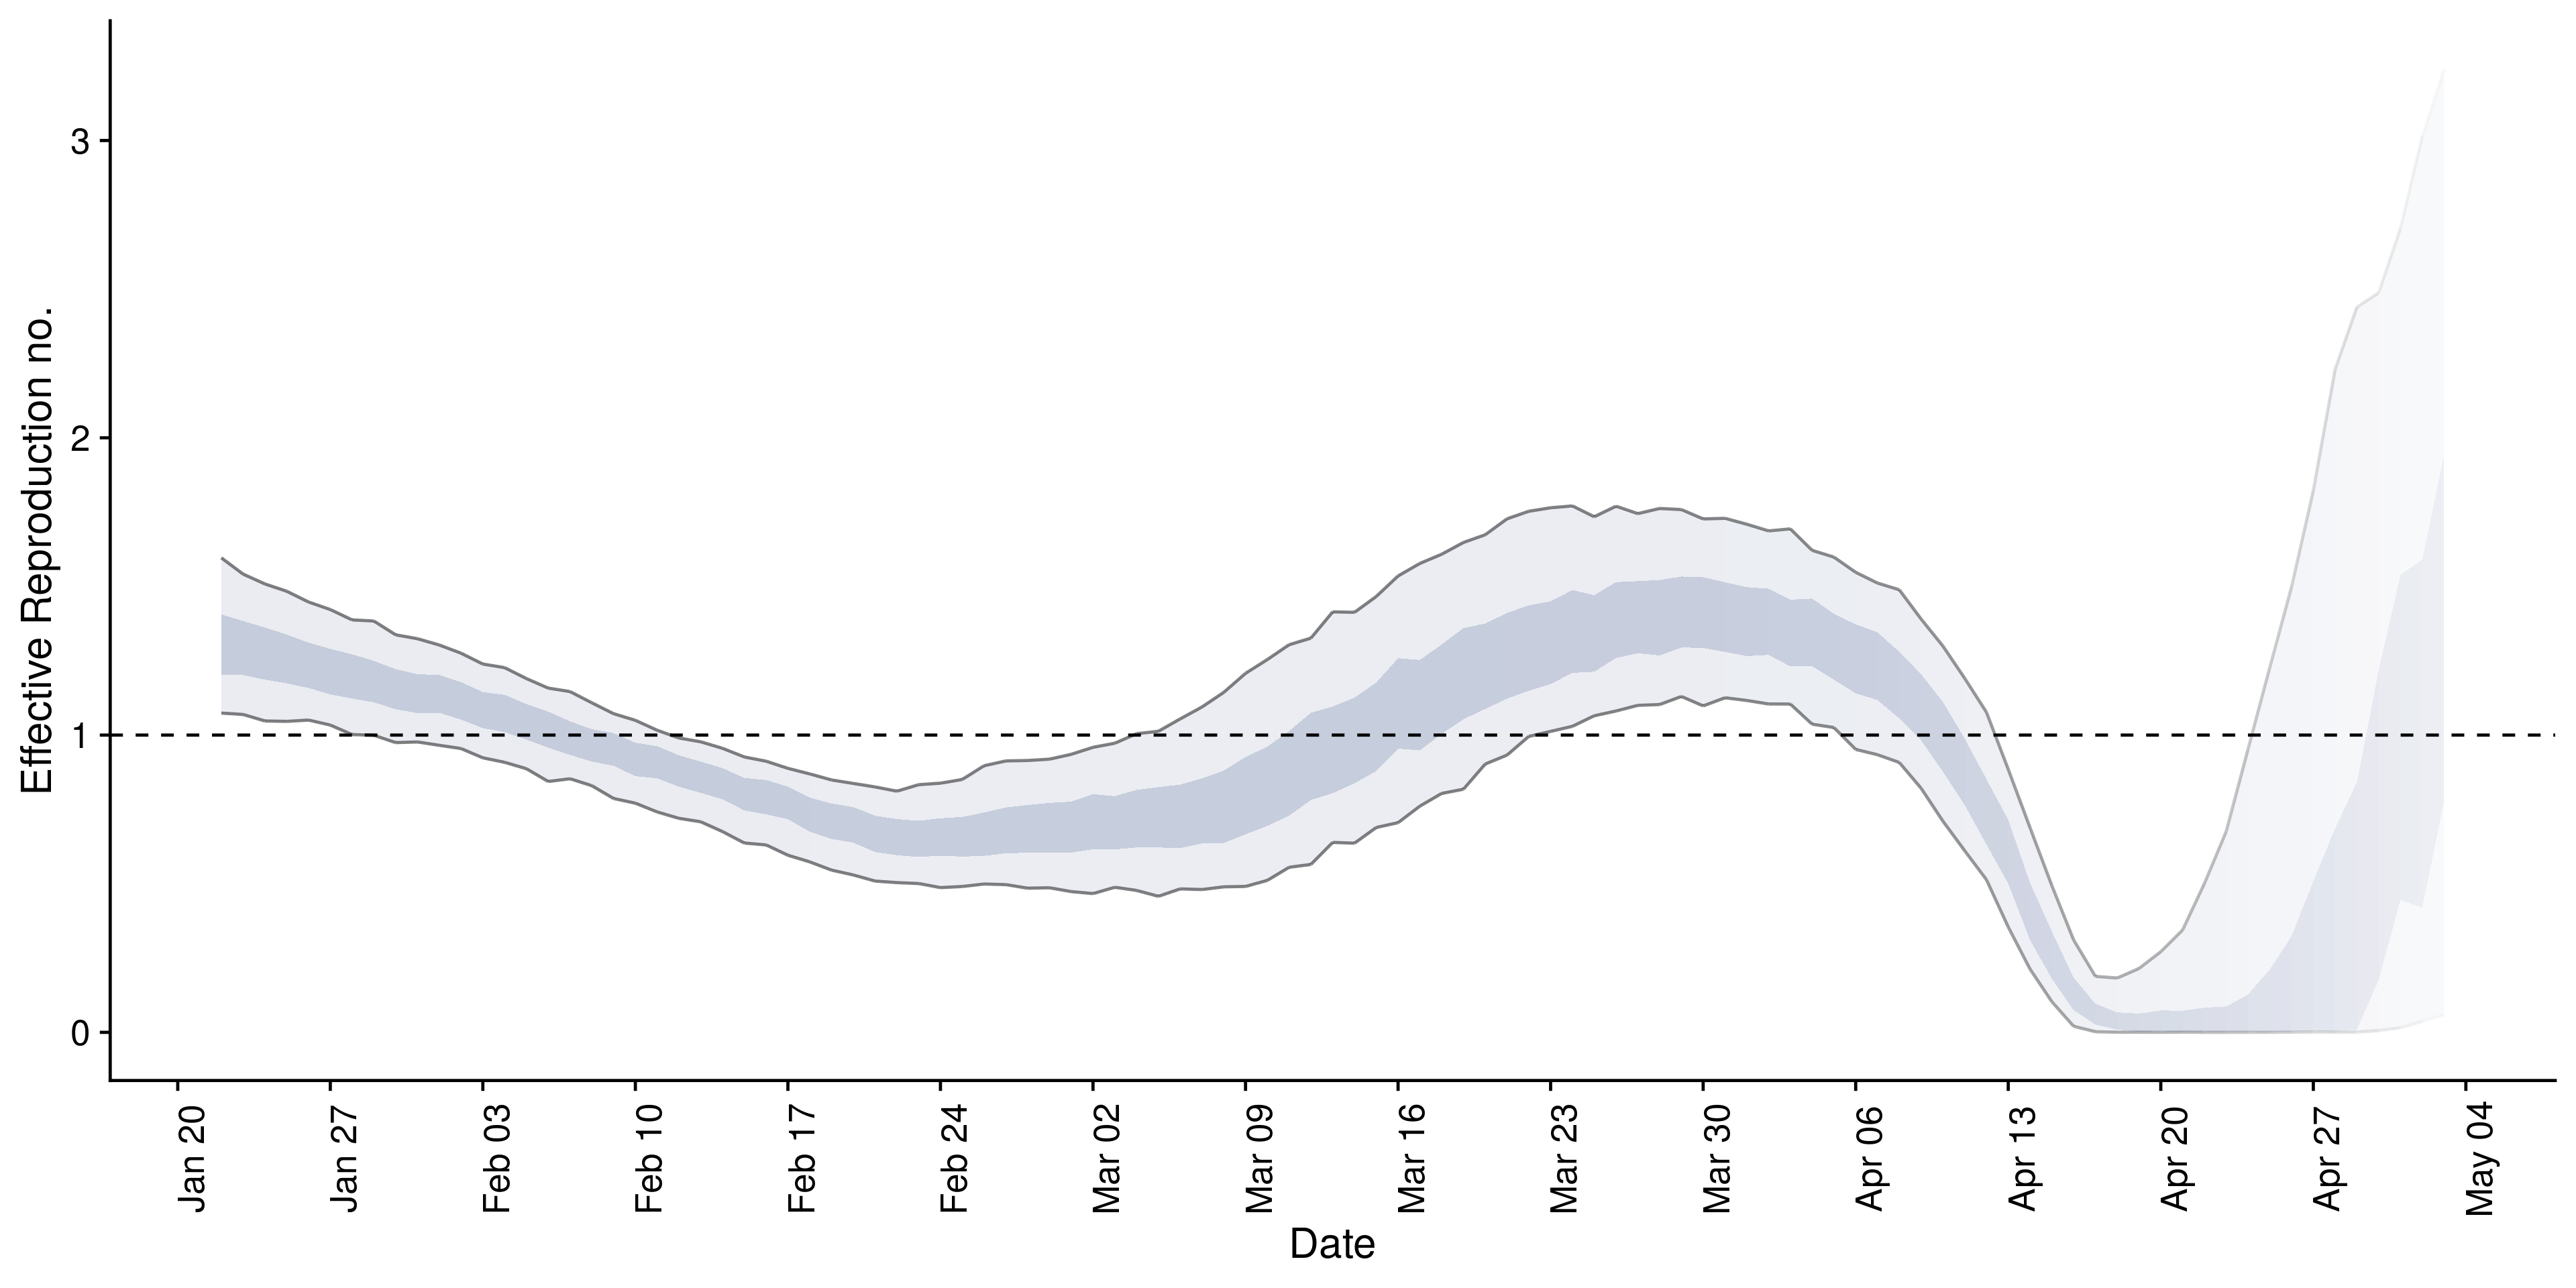 Effective Reproduction no.
3
2
1
0
Jan 20
Jan 27
Feb 03
Feb 10
Feb 17
Feb 24
Mar 02
Mar 09
Mar 16
Mar 23
Mar 30
Apr 06
Apr 13
Apr 20
Apr 27
May 04
Date